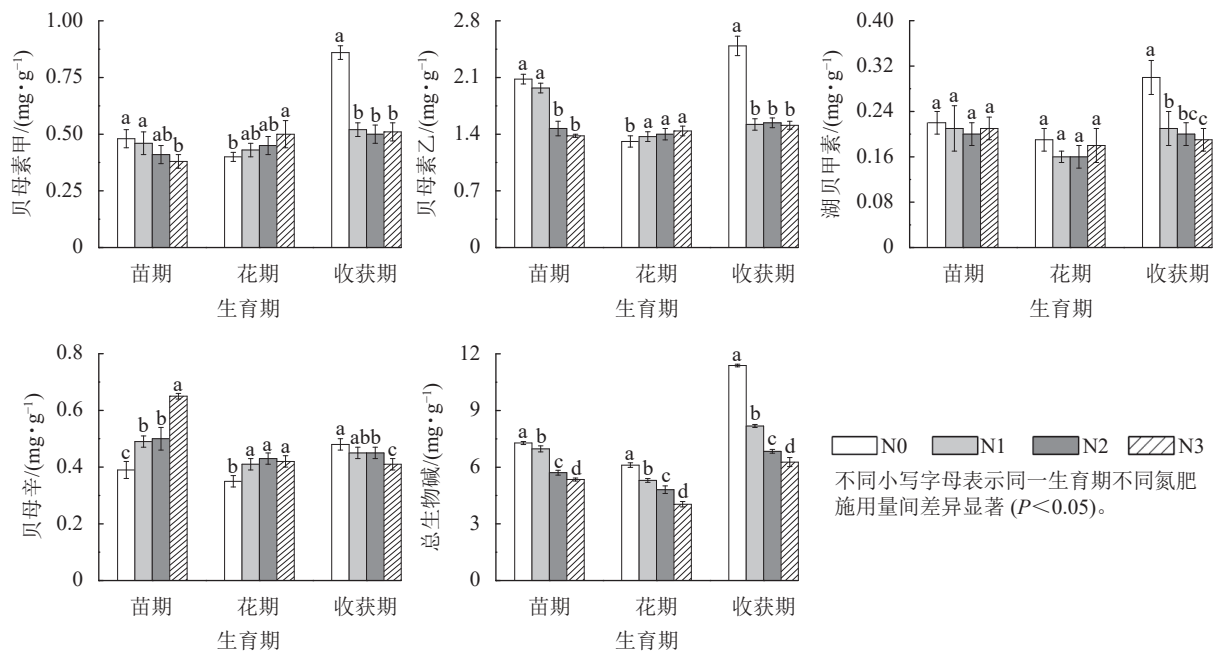 1.00
0.75
0.50
0.25
0
贝母素甲/(mg·g⁻¹)
a a ab b
b ab ab a
a b b b
苗期 花期 收获期
生育期
2.8
2.1
1.4
0.7
0
贝母素乙/(mg·g⁻¹)
a a b b
b a a a
a b b b
苗期 花期 收获期
生育期
0.40
0.32
0.24
0.16
0.08
0
湖贝甲素/(mg·g⁻¹)
a a a a
a a a a
a b bc c
苗期 花期 收获期
生育期
0.8
0.6
0.4
0.2
0
贝母辛/(mg·g⁻¹)
c b b a
b a a a
a abb c
苗期 花期 收获期
生育期
12
9
6
3
0
总生物碱/(mg·g⁻¹)
a b c d
a b c d
a b c d
苗期 花期 收获期
生育期
N0 N1 N2 N3
不同小写字母表示同一生育期不同氮肥
施用量间差异显著 (P＜0.05)。